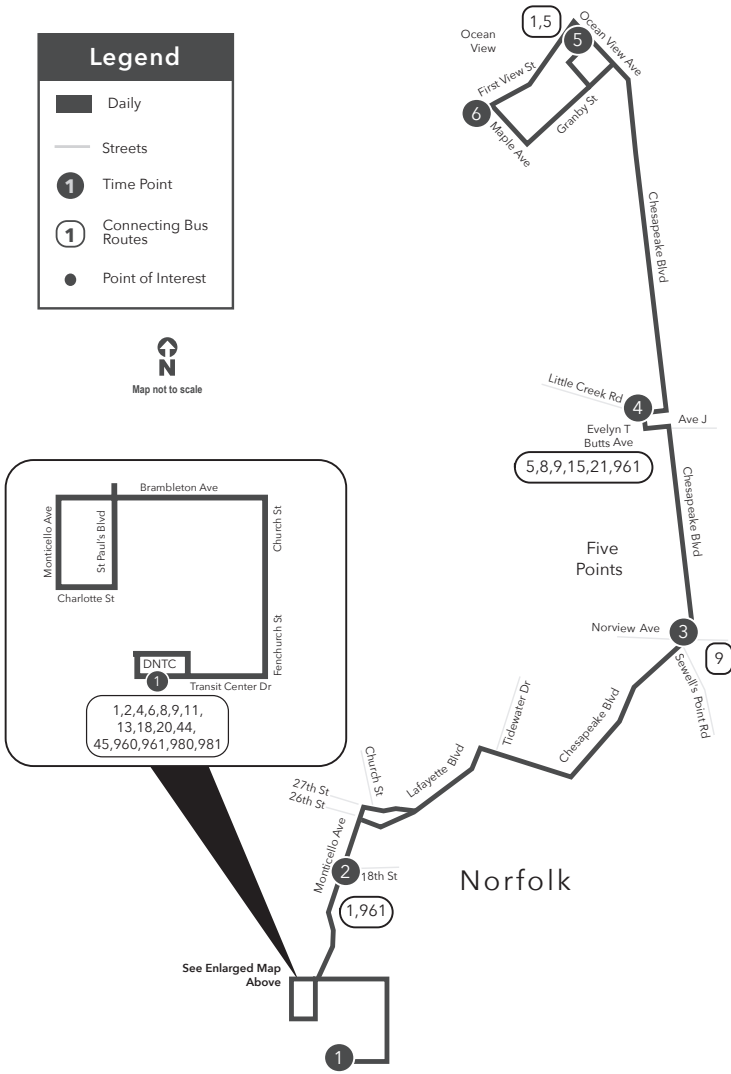 Legend
Daily
Streets
1
Time Point
1
Connecting Bus
Routes
Point of Interest
N
Map not to scale
1,5
5
Ocean
View
Ocean View Ave
First View St
6
Maple Ave
Granby St
Chesapeake Blvd
Little Creek Rd
4
Ave J
Evelyn T
Butts Ave
5,8,9,15,21,961
Chesapeake Blvd
Five
Points
Norview Ave
3
9
Sewell's Point Rd
Brambleton Ave
Monticello Ave
St Paul's Blvd
Church St
Charlotte St
Fenchurch St
DNTC
1
Transit Center Dr
1,2,4,6,8,9,11,
13,18,20,44,
45,960,961,980,981
Tidewater Dr
Chesapeake Blvd
Church St
Lafayette Blvd
27th St
26th St
Monticello Ave
2
18th St
1,961
Norfolk
See Enlarged Map
Above
1